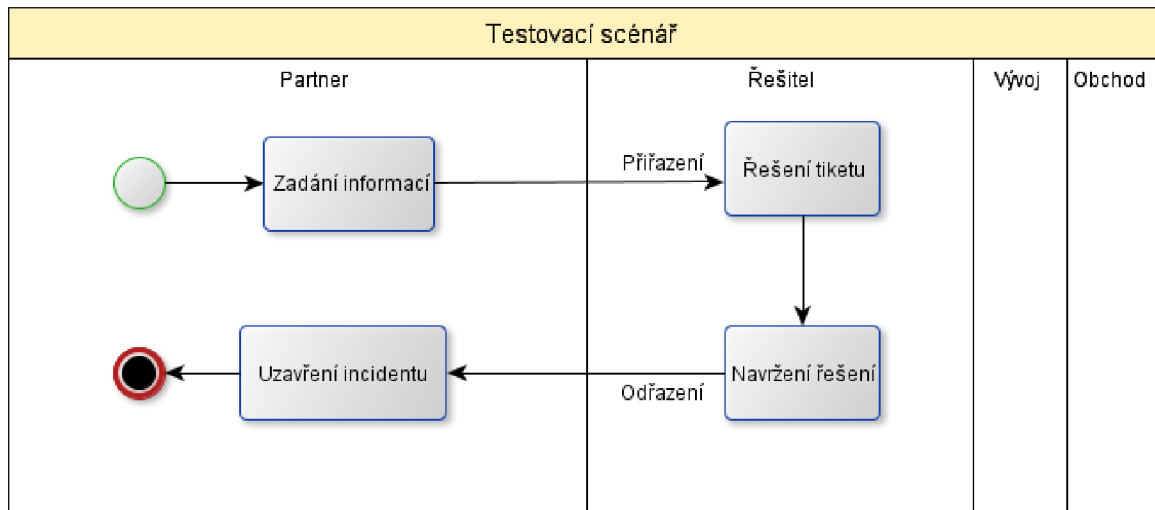 Testovací scénář
Partner
Řešitel
Vývoj
Obchod
Zadání informací
Přiřazení
Řešení tiketu
Uzavření incidentu
Odřazení
Navržení řešení